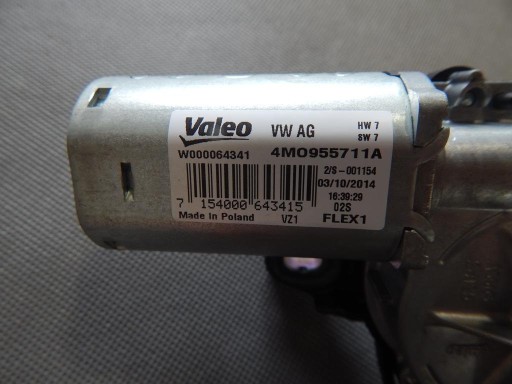 Valeo VW AG HW 7
SW 7
W000064341 4M0955711A
2/S-001154
03/10/2014
16:39:29
7 154000 643415 02S
Made in Poland VZ1 FLEX1